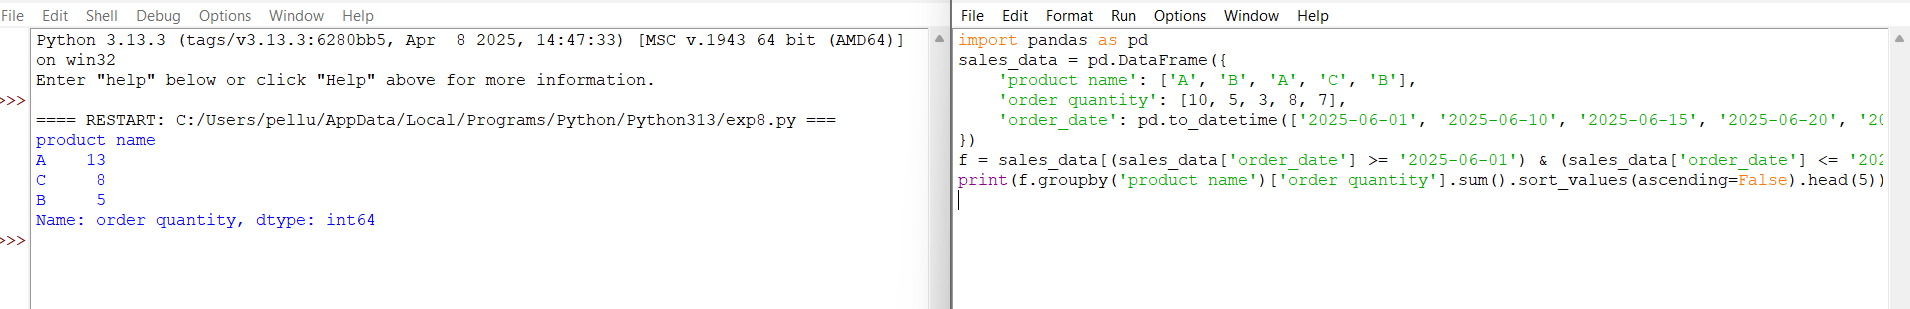 File Edit Shell Debug Options Window Help
Python 3.13.3 (tags/v3.13.3:6280bb5, Apr  8 2025, 14:47:33) [MSC v.1943 64 bit (AMD64)]
on win32
Enter "help" below or click "Help" above for more information.
>>>
==== RESTART: C:/Users/pellu/AppData/Local/Programs/Python/Python313/exp8.py ===
product name
A    13
C     8
B     5
Name: order quantity, dtype: int64
>>>
File Edit Format Run Options Window Help
import pandas as pd
sales_data = pd.DataFrame({
    'product name': ['A', 'B', 'A', 'C', 'B'],
    'order quantity': [10, 5, 3, 8, 7],
    'order_date': pd.to_datetime(['2025-06-01', '2025-06-10', '2025-06-15', '2025-06-20', '20
})
f = sales_data[(sales_data['order_date'] >= '2025-06-01') & (sales_data['order_date'] <= '202
print(f.groupby('product name')['order quantity'].sum().sort_values(ascending=False).head(5))